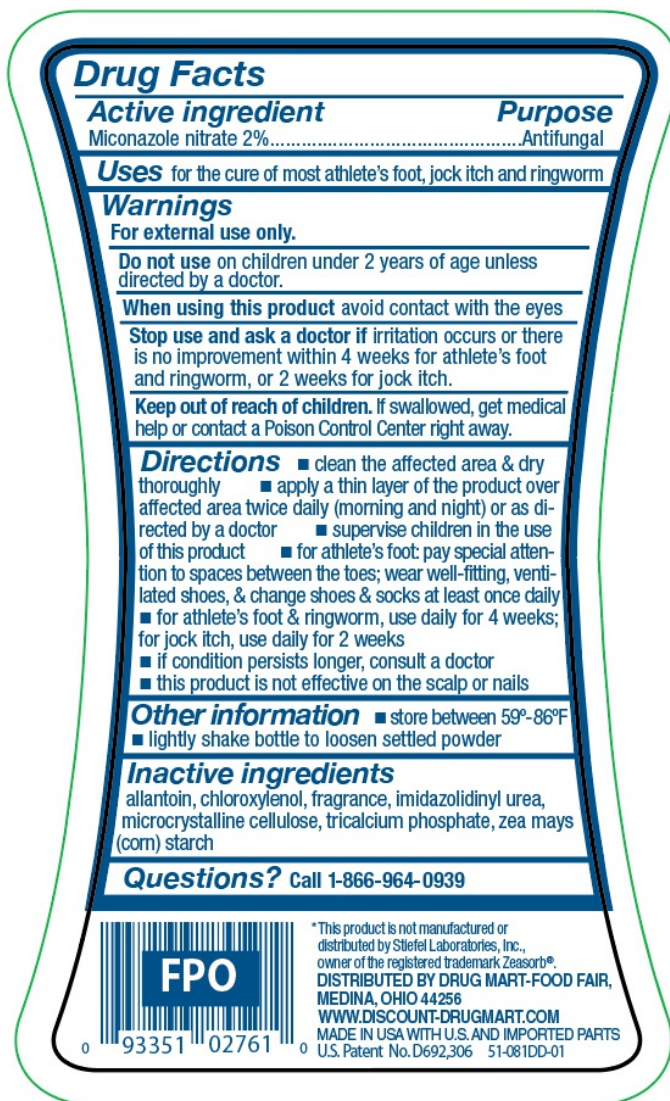 Drug Facts
Active ingredient Purpose
Miconazole nitrate 2%................................................Antifungal
Uses for the cure of most athlete's foot, jock itch and ringworm
Warnings
For external use only.
Do not use on children under 2 years of age unless
directed by a doctor.
When using this product avoid contact with the eyes
Stop use and ask a doctor if irritation occurs or there
is no improvement within 4 weeks for athlete's foot
and ringworm, or 2 weeks for jock itch.
Keep out of reach of children. If swallowed, get medical
help or contact a Poison Control Center right away.
Directions ■ clean the affected area & dry
thoroughly ■ apply a thin layer of the product over
affected area twice daily (morning and night) or as di-
rected by a doctor ■ supervise children in the use
of this product ■ for athlete's foot: pay special atten-
tion to spaces between the toes; wear well-fitting, venti-
lated shoes, & change shoes & socks at least once daily
■ for athlete's foot & ringworm, use daily for 4 weeks;
for jock itch, use daily for 2 weeks
■ if condition persists longer, consult a doctor
■ this product is not effective on the scalp or nails
Other information ■ store between 59º-86ºF
■ lightly shake bottle to loosen settled powder
Inactive ingredients
allantoin, chloroxylenol, fragrance, imidazolidinyl urea,
microcrystalline cellulose, tricalcium phosphate, zea mays
(corn) starch
Questions? Call 1-866-964-0939
FPO
0 93351 02761 0
*This product is not manufactured or
distributed by Stiefel Laboratories, Inc.,
owner of the registered trademark Zeasorb®.
DISTRIBUTED BY DRUG MART-FOOD FAIR,
MEDINA, OHIO 44256
WWW.DISCOUNT-DRUGMART.COM
MADE IN USA WITH U.S. AND IMPORTED PARTS
U.S. Patent No. D692,306 51-081DD-01